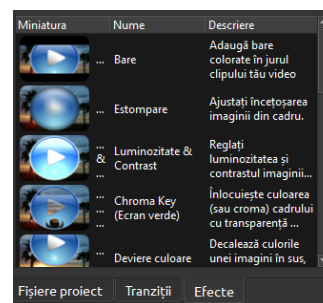 Miniatura Nume Descriere
Adaugă bare
colorate în jurul
clipului tău video
... Bare
Ajustați încețoșarea
imaginii din cadru.
... Estompare
Reglați
luminozitatea și
contrastul imaginii...
...
&
...
Luminozitate &
Contrast
Înlocuiește culoarea
(sau croma) cadrului
cu transparență ...
...
...
...
Chroma Key
(Ecran verde)
Decalează culorile
unei imagini în sus,
... Deviere culoare
Fișiere proiect Tranziții Efecte